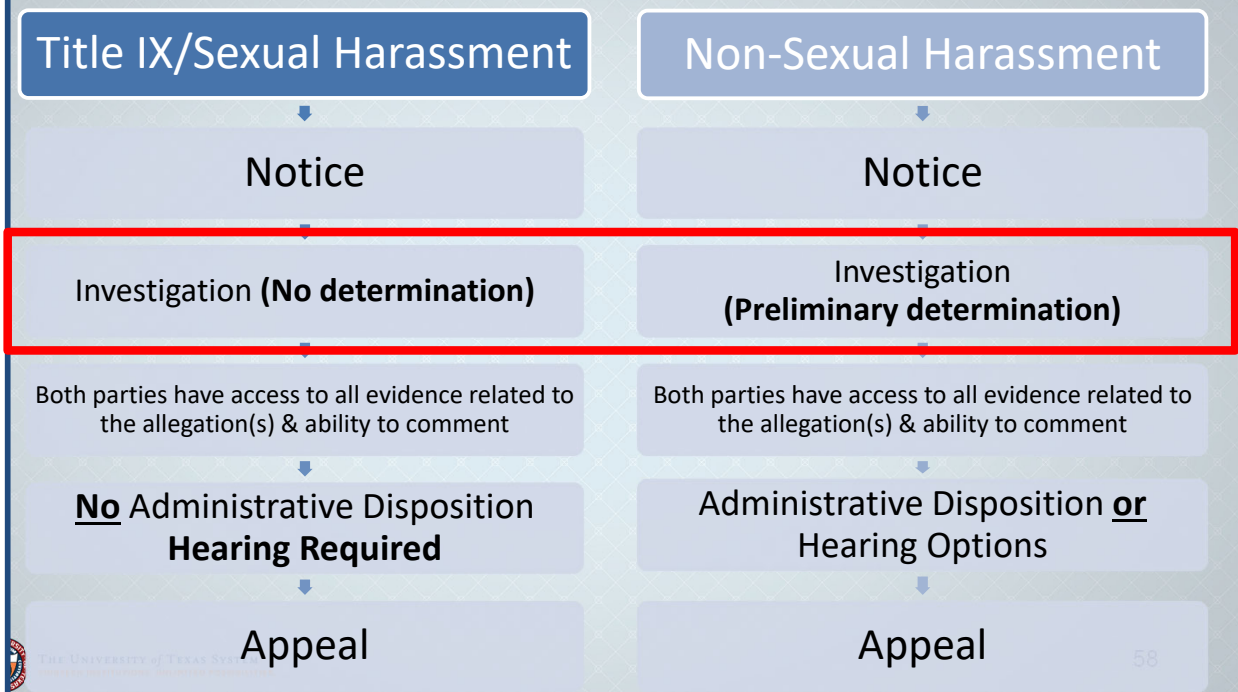 Title IX/Sexual Harassment
Notice
Investigation (No determination)
Both parties have access to all evidence related to
the allegation(s) & ability to comment
No Administrative Disposition
Hearing Required
Appeal
Non-Sexual Harassment
Notice
Investigation
(Preliminary determination)
Both parties have access to all evidence related to
the allegation(s) & ability to comment
Administrative Disposition or
Hearing Options
Appeal
THE UNIVERSITY of TEXAS SYSTEM
58